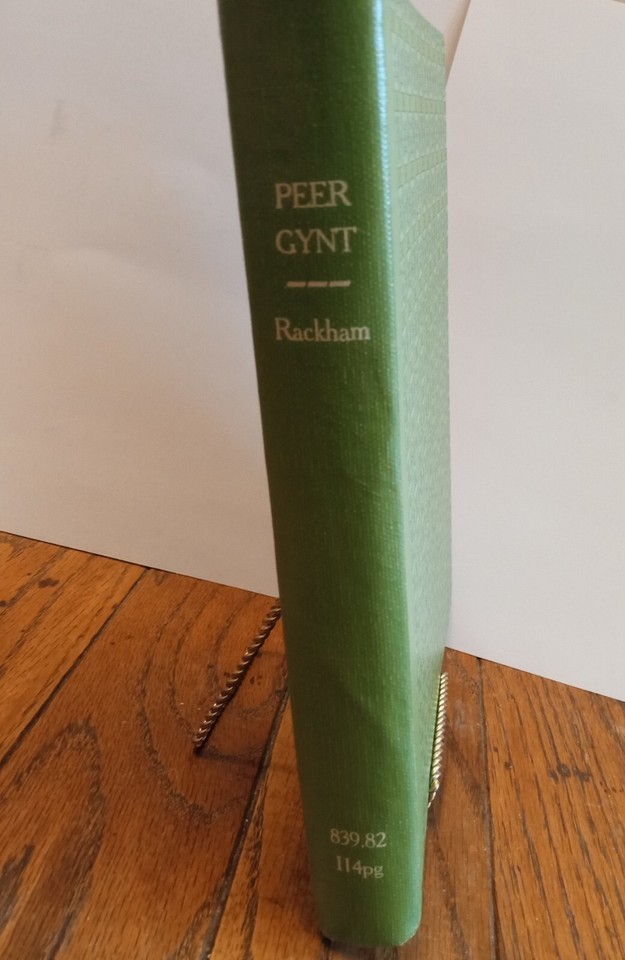 PEER
GYNT
Rackham
839.82
I14pg